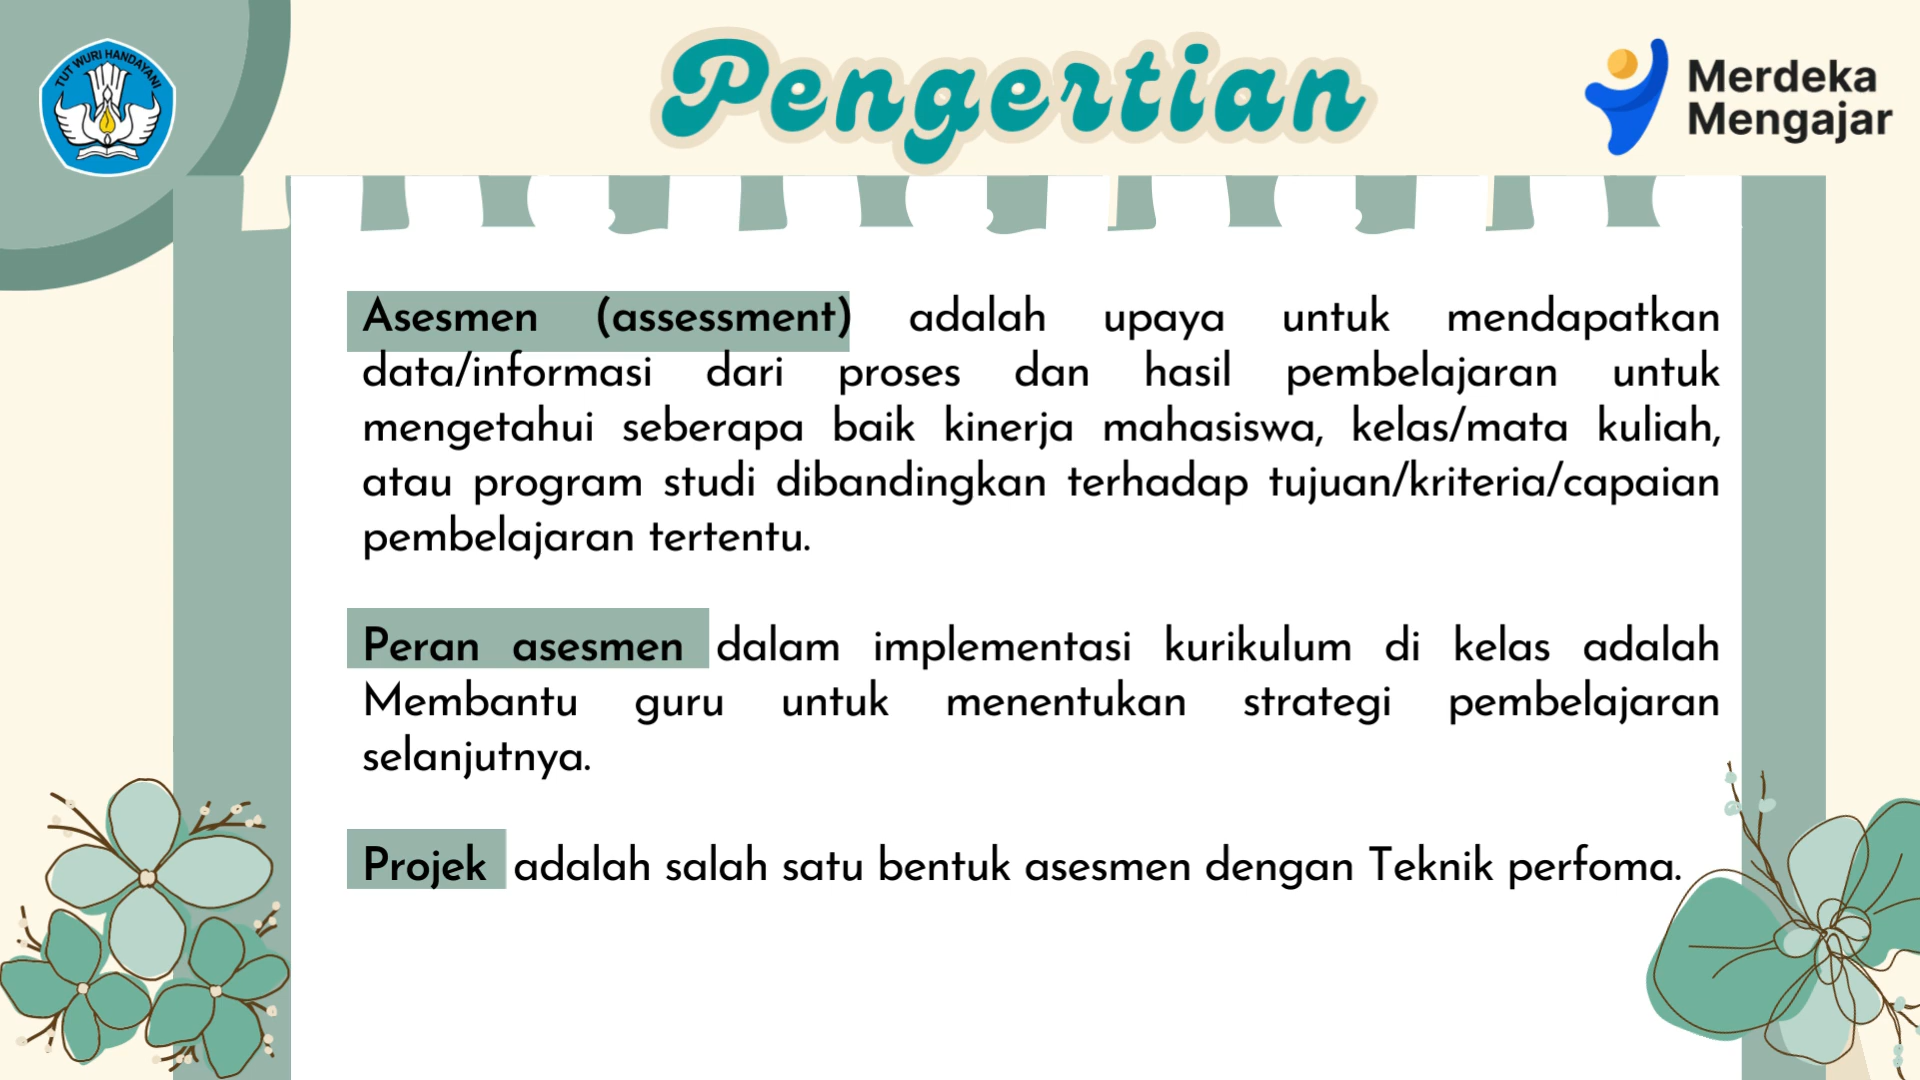 TUT WURI HANDAYANI
Pengertian
Merdeka
Mengajar
Asesmen (assessment) adalah upaya untuk mendapatkan
data/informasi dari proses dan hasil pembelajaran untuk
mengetahui seberapa baik kinerja mahasiswa, kelas/mata kuliah,
atau program studi dibandingkan terhadap tujuan/kriteria/capaian
pembelajaran tertentu.
Peran asesmen dalam implementasi kurikulum di kelas adalah
Membantu guru untuk menentukan strategi pembelajaran
selanjutnya.
Projek adalah salah satu bentuk asesmen dengan Teknik perfoma.